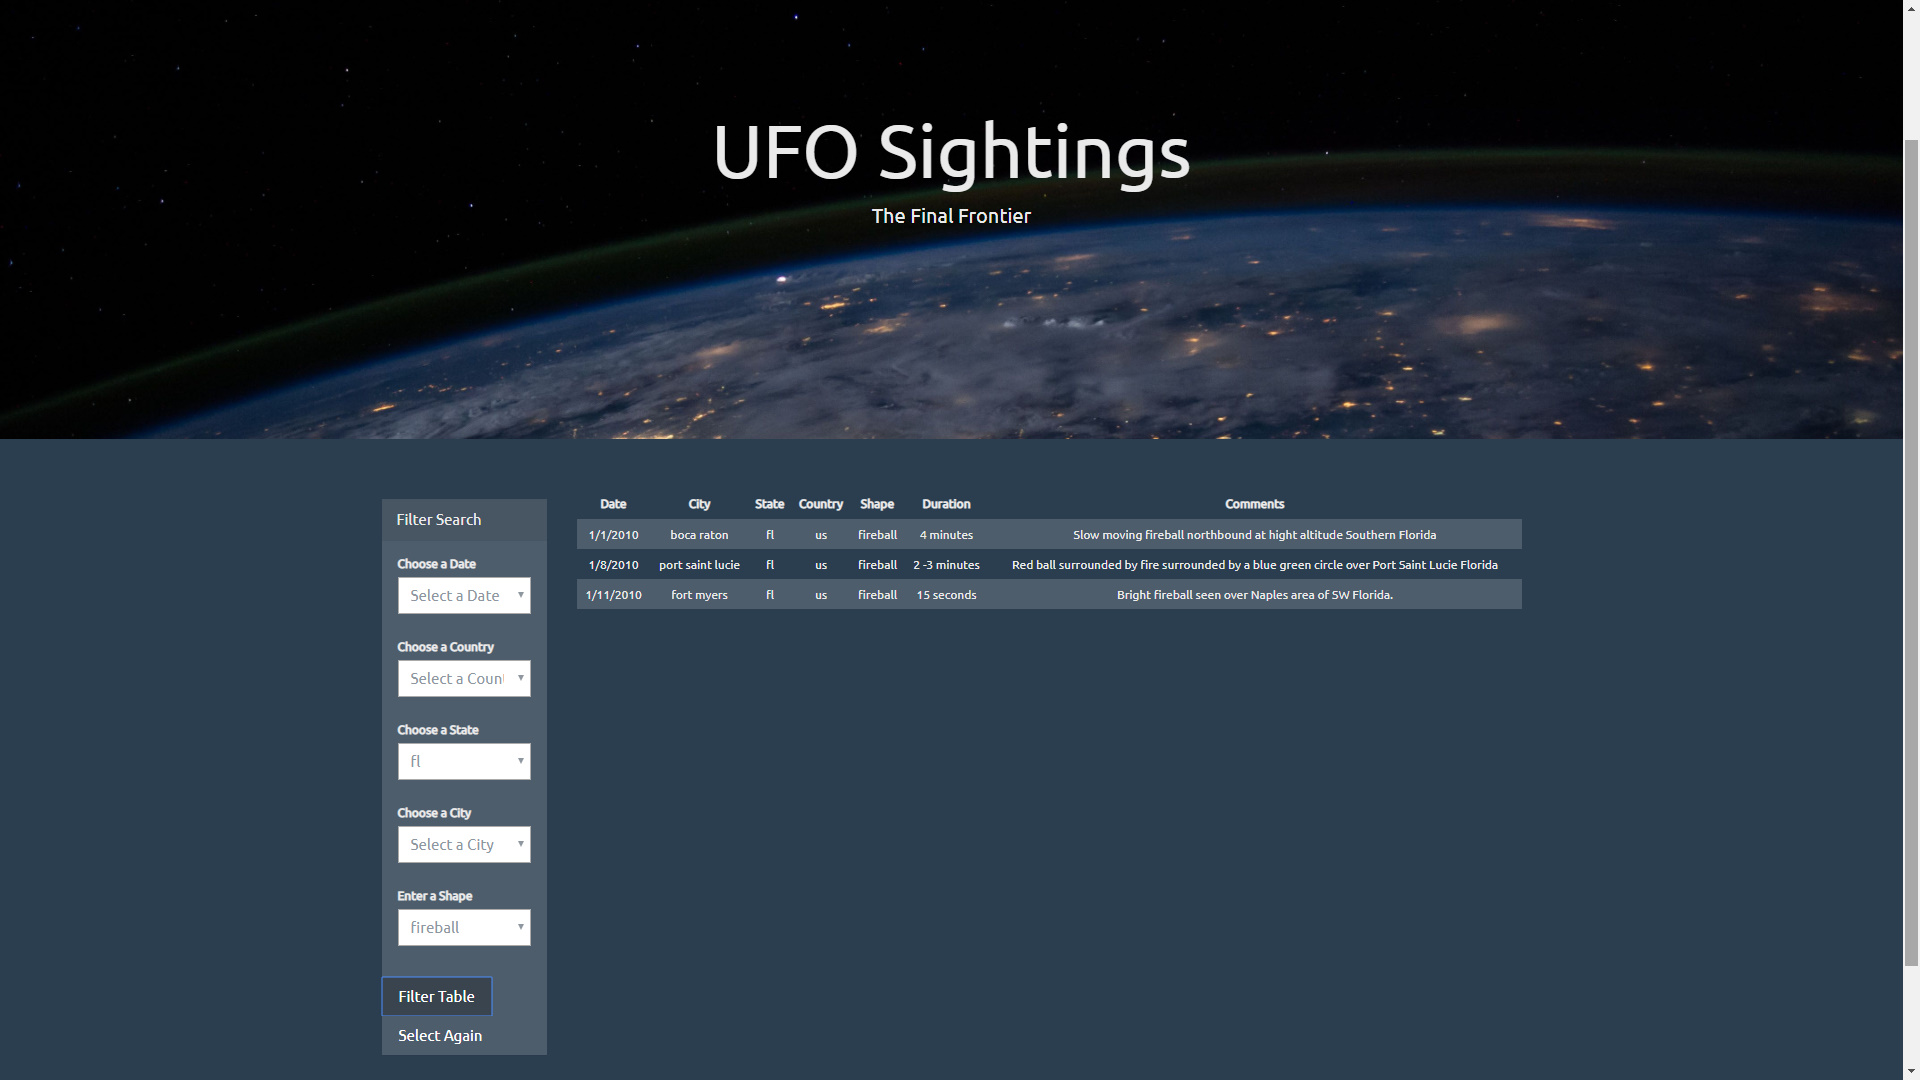 UFO Sightings
The Final Frontier
Filter Search
Choose a Date
Select a Date
Choose a Country
Select a Coun
Choose a State
fl
Choose a City
Select a City
Enter a Shape
fireball
Filter Table
Select Again
Date City State Country Shape Duration Comments
1/1/2010 boca raton fl us fireball 4 minutes Slow moving fireball northbound at hight altitude Southern Florida
1/8/2010 port saint lucie fl us fireball 2 -3 minutes Red ball surrounded by fire surrounded by a blue green circle over Port Saint Lucie Florida
1/11/2010 fort myers fl us fireball 15 seconds Bright fireball seen over Naples area of SW Florida.